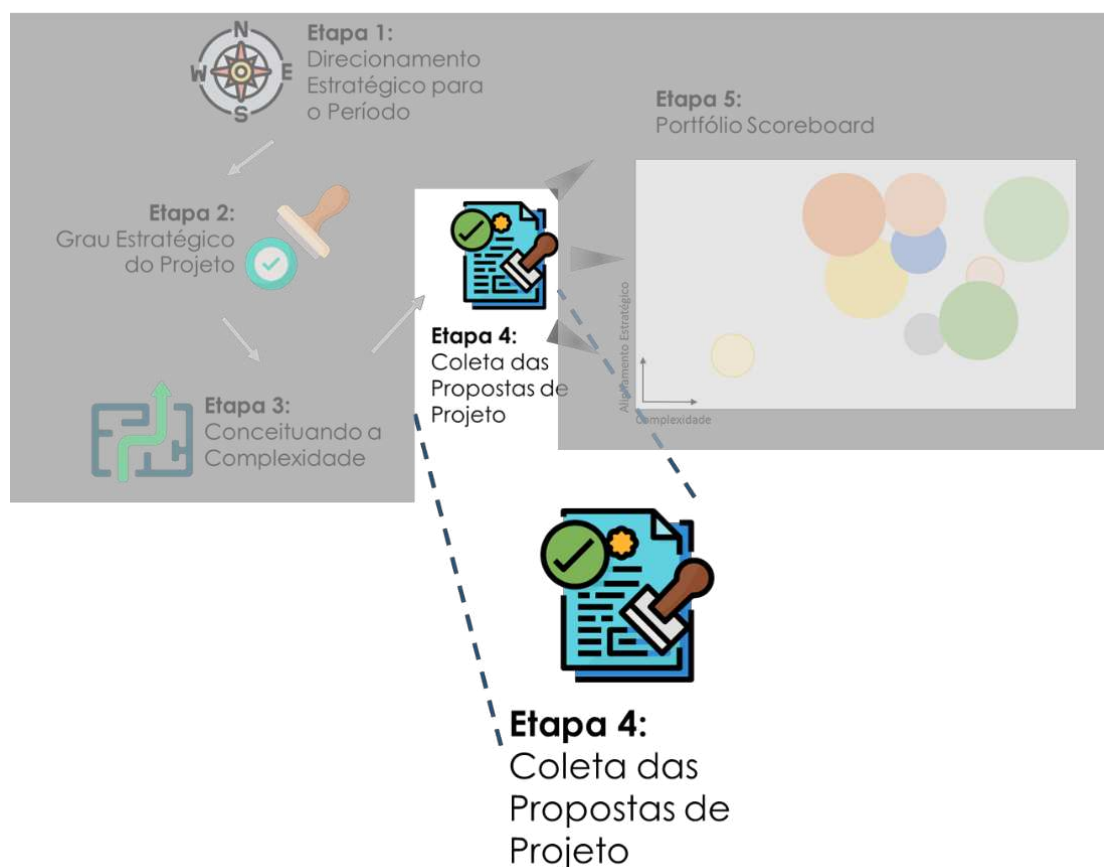 Etapa 1:
Direcionamento
Estratégico para
o Período
N
W
E
S
Etapa 2:
Grau Estratégico
do Projeto
Etapa 3:
Conceituando a
Complexidade
Etapa 4:
Coleta das
Propostas de
Projeto
Etapa 5:
Portfólio Scoreboard
Alinhamento Estratégico
Complexidade
Etapa 4:
Coleta das
Propostas de
Projeto